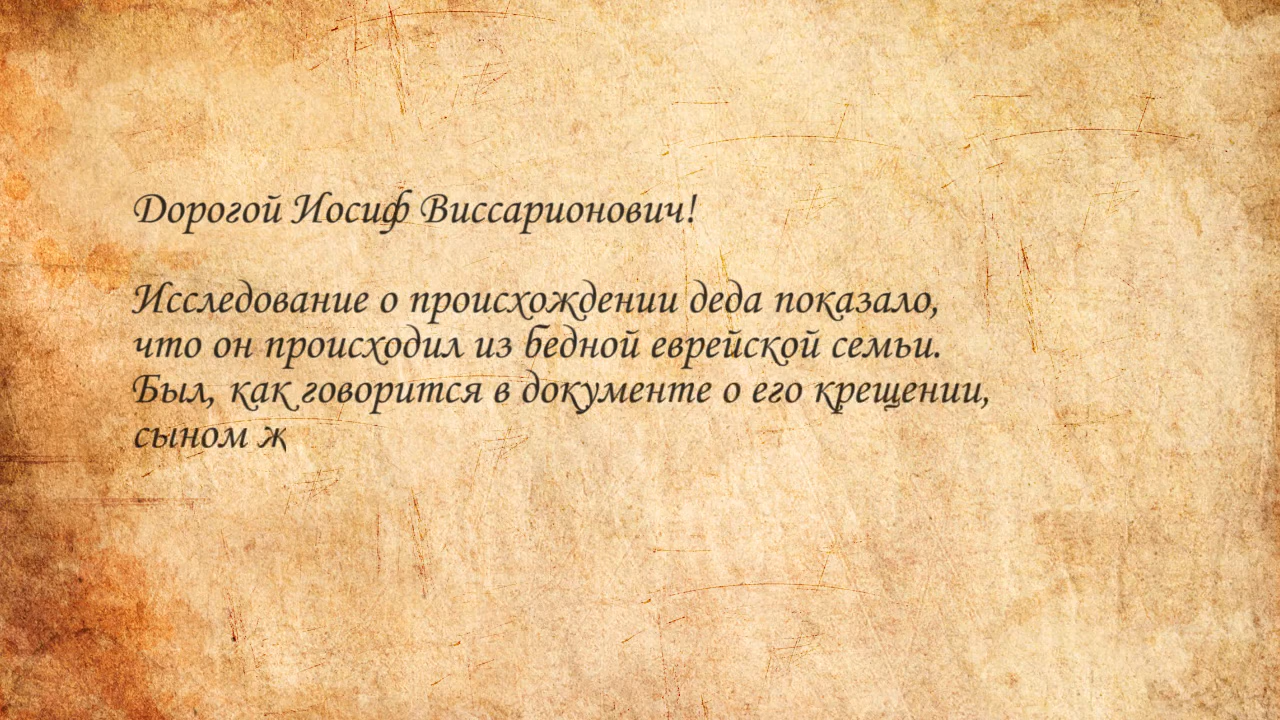 Дорогой Иосиф Виссарионович!
Исследование о происхождении деда показало,
что он происходил из бедной еврейской семьи.
Был, как говорится в документе о его крещении,
сыном ж